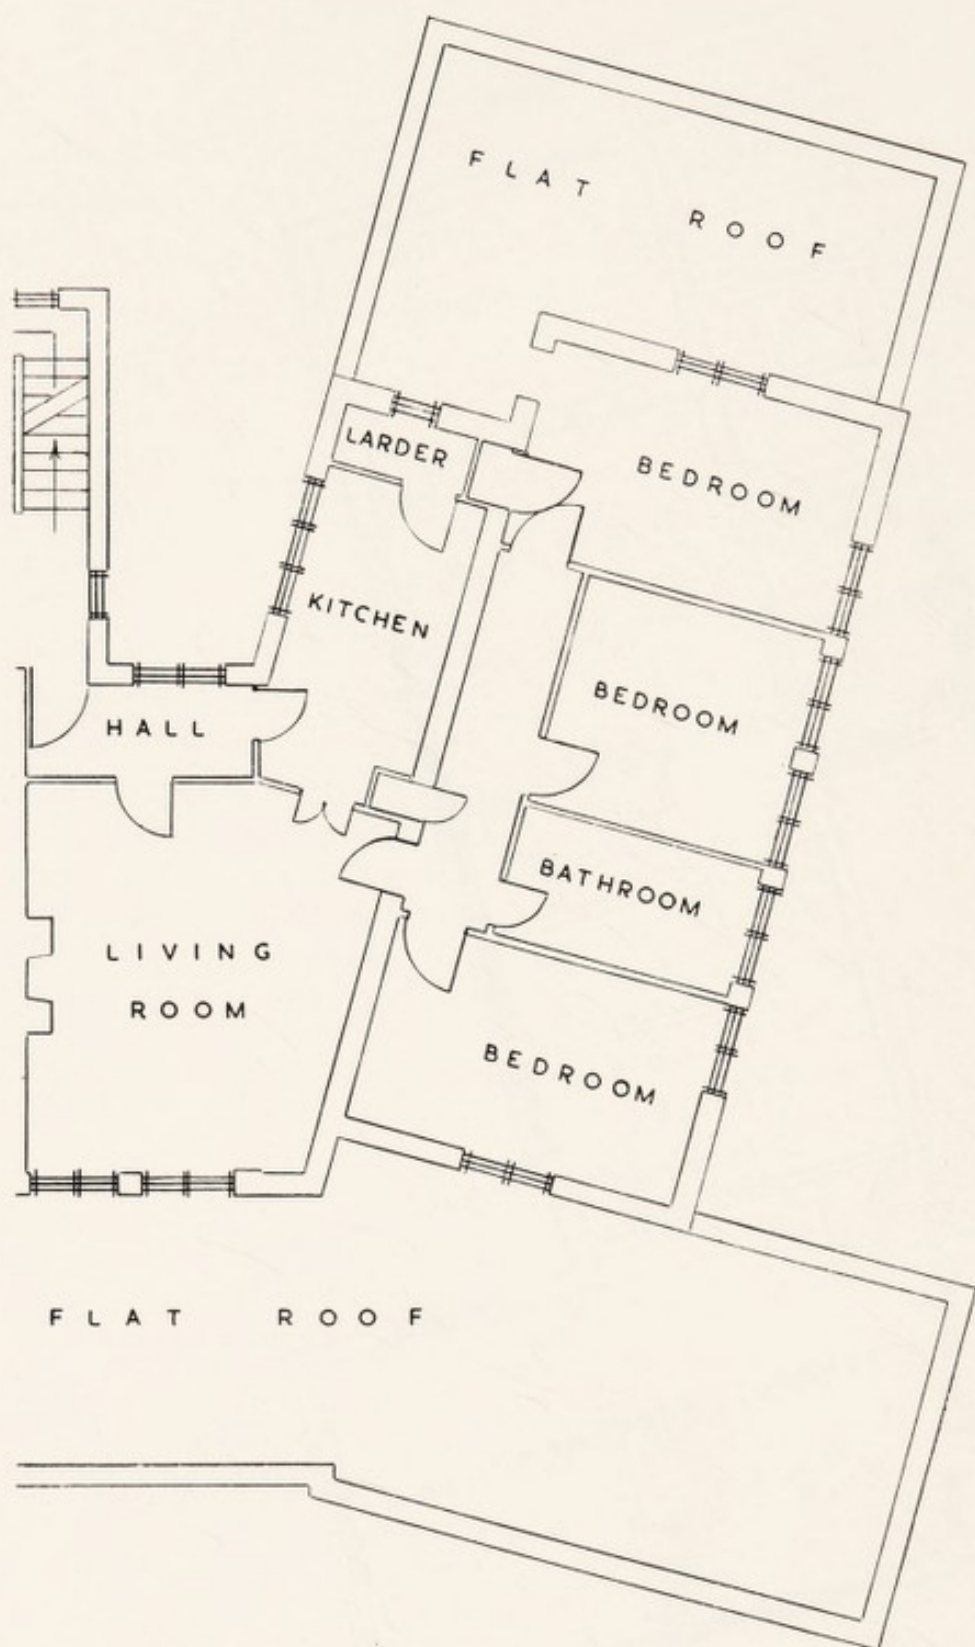 FLAT ROOF
LARDER
BEDROOM
KITCHEN
BEDROOM
HALL
BATHROOM
LIVING
ROOM
BEDROOM
FLAT ROOF